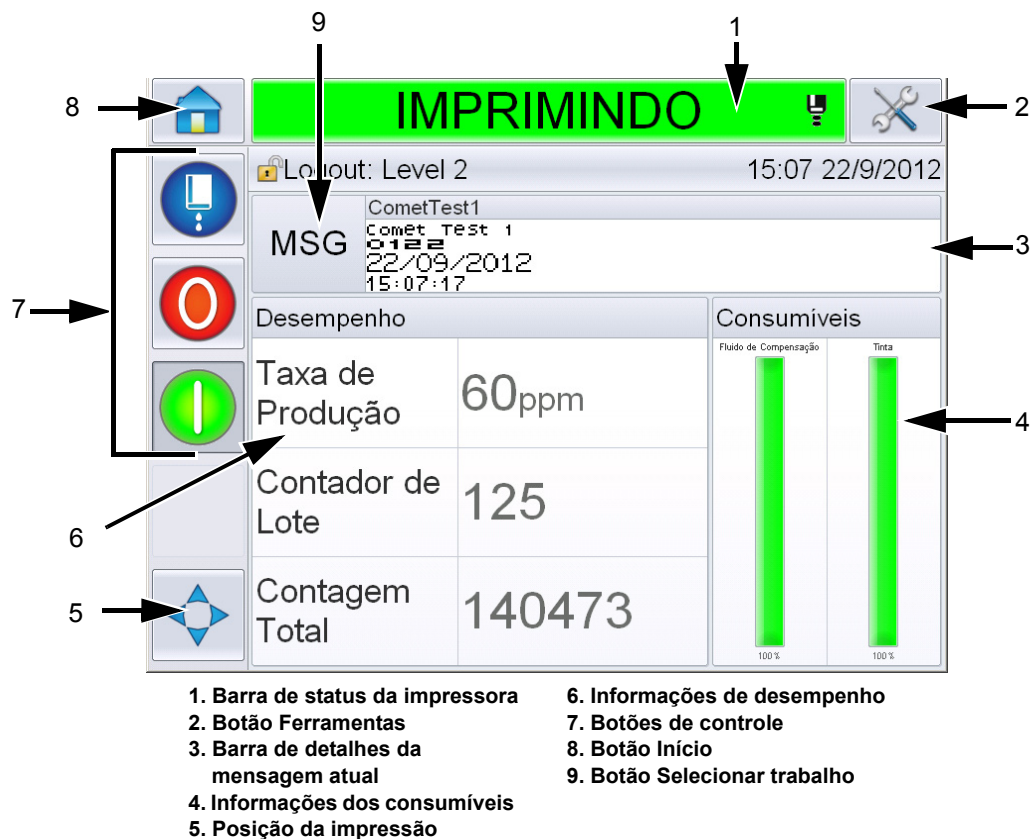 9
1
8
IMPRIMINDO
2
Logout: Level 2
15:07 22/9/2012
CometTest1
MSG
Comet Test 1
0122
22/09/2012
15:07:17
3
7
Desempenho
Consumíveis
Fluido de Compensação
Tinta
Taxa de
Produção
60ppm
4
6
Contador de
Lote
125
5
Contagem
Total
140473
100 %
100 %
1. Barra de status da impressora
2. Botão Ferramentas
3. Barra de detalhes da
mensagem atual
4. Informações dos consumíveis
5. Posição da impressão
6. Informações de desempenho
7. Botões de controle
8. Botão Início
9. Botão Selecionar trabalho